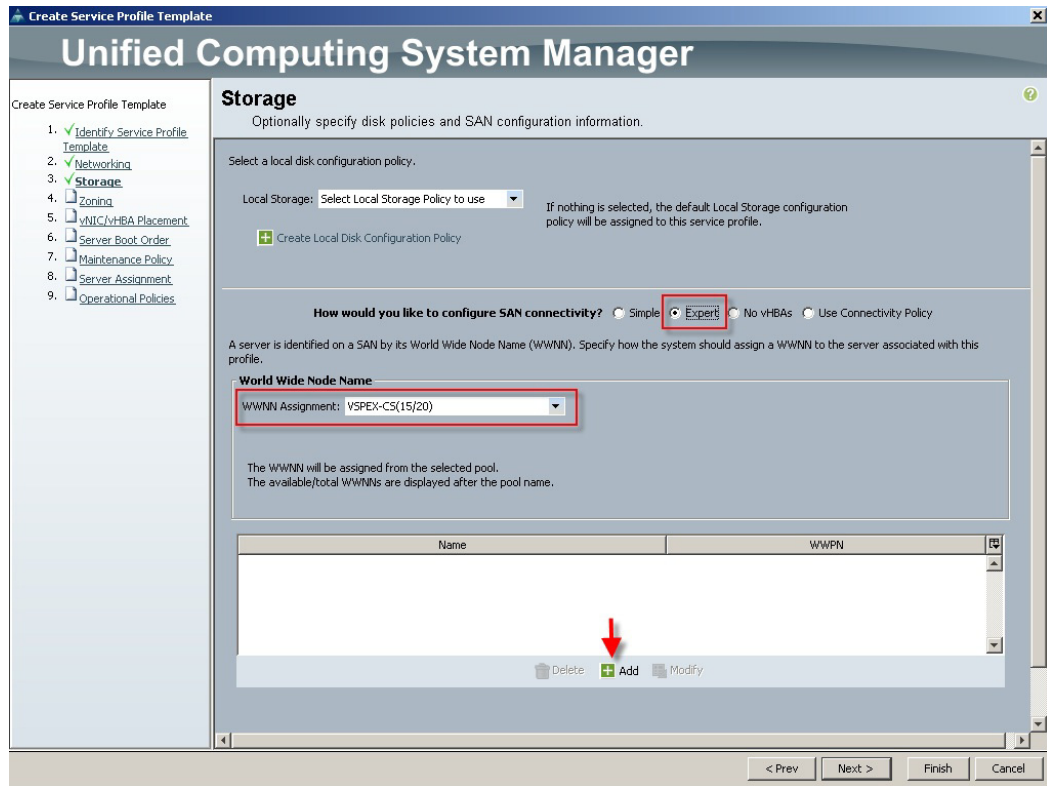 Create Service Profile Template
Unified Computing System Manager
Create Service Profile Template
1. Identify Service Profile
Template
2. Networking
3. Storage
4. Zoning
5. vNIC/vHBA Placement
6. Server Boot Order
7. Maintenance Policy
8. Server Assignment
9. Operational Policies
Storage
Optionally specify disk policies and SAN configuration information.
Select a local disk configuration policy.
Local Storage: Select Local Storage Policy to use
If nothing is selected, the default Local Storage configuration
policy will be assigned to this service profile.
Create Local Disk Configuration Policy
How would you like to configure SAN connectivity? Simple Expert No vHBAs Use Connectivity Policy
A server is identified on a SAN by its World Wide Node Name (WWNN). Specify how the system should assign a WWNN to the server associated with this
profile.
World Wide Node Name
WWNN Assignment: VSPEX-CS(15/20)
The WWNN will be assigned from the selected pool.
The available/total WWNNs are displayed after the pool name.
Name WWPN
Delete Add Modify
< Prev Next > Finish Cancel